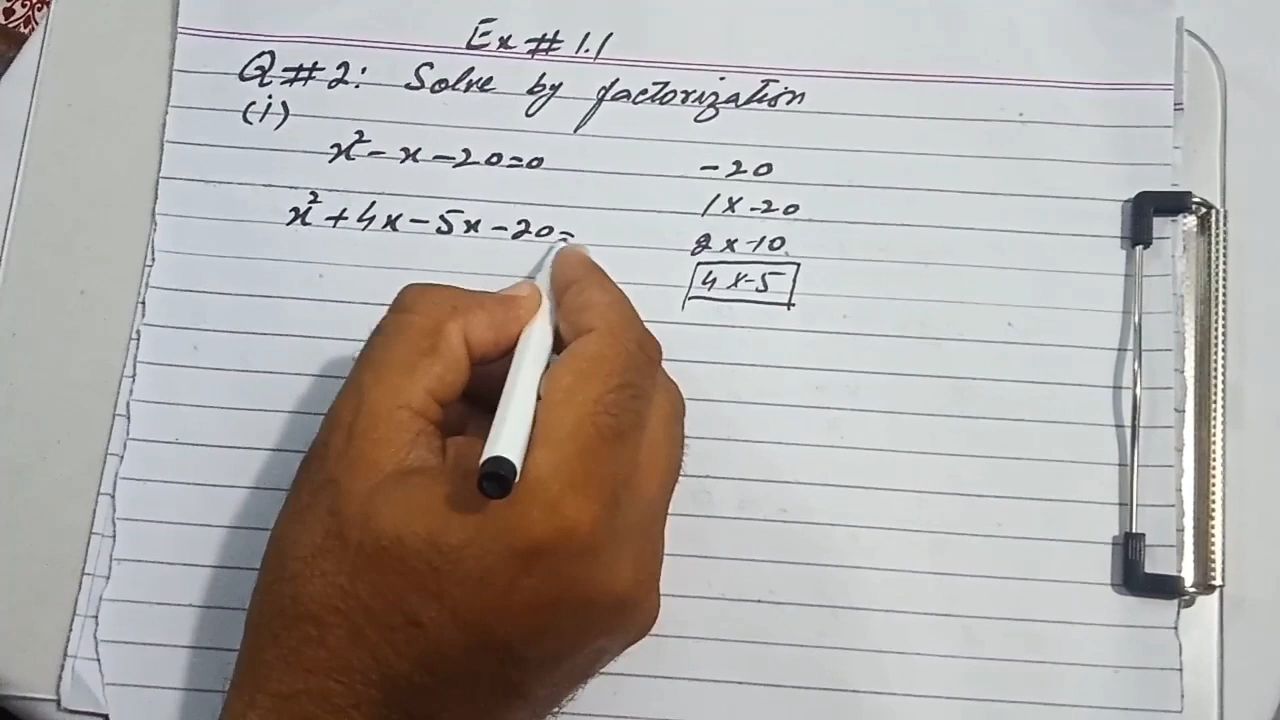 Ex # 1.1
Q # 2: Solve by factorization
(i)
x² - x - 20 = 0
x² + 4x - 5x - 20 =
-20
1 x -20
2 x -10
4 x -5